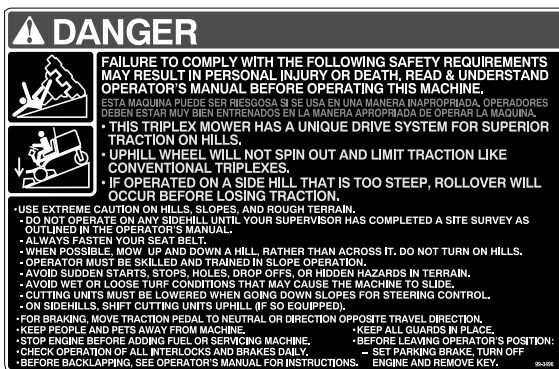 DANGER
FAILURE TO COMPLY WITH THE FOLLOWING SAFETY REQUIREMENTS
MAY RESULT IN PERSONAL INJURY OR DEATH, READ & UNDERSTAND
OPERATOR'S MANUAL BEFORE OPERATING THIS MACHINE.
ESTA MAQUINA PUEDE SER RIESGOSA SI SE USA EN UNA MANERA INAPROPRIADA. OPERADORES
DEBEN ESTAR MUY BIEN ENTRENADOS EN LA MANERA APROPRIADA DE OPERAR LA MAQUINA.
• THIS TRIPLEX MOWER HAS A UNIQUE DRIVE SYSTEM FOR SUPERIOR
TRACTION ON HILLS.
• UPHILL WHEEL WILL NOT SPIN OUT AND LIMIT TRACTION LIKE
CONVENTIONAL TRIPLEXES.
• IF OPERATED ON A SIDE HILL THAT IS TOO STEEP, ROLLOVER WILL
OCCUR BEFORE LOSING TRACTION.
•USE EXTREME CAUTION ON HILLS, SLOPES, AND ROUGH TERRAIN.
- DO NOT OPERATE ON ANY SIDEHILL UNTIL YOUR SUPERVISOR HAS COMPLETED A SITE SURVEY AS
OUTLINED IN THE OPERATOR'S MANUAL.
- ALWAYS FASTEN YOUR SEAT BELT.
- WHEN POSSIBLE, MOW UP AND DOWN A HILL, RATHER THAN ACROSS IT. DO NOT TURN ON HILLS.
- OPERATOR MUST BE SKILLED AND TRAINED IN SLOPE OPERATION.
- AVOID SUDDEN STARTS, STOPS, HOLES, DROP OFFS, OR HIDDEN HAZARDS IN TERRAIN.
- AVOID WET OR LOOSE TURF CONDITIONS THAT MAY CAUSE THE MACHINE TO SLIDE.
- CUTTING UNITS MUST BE LOWERED WHEN GOING DOWN SLOPES FOR STEERING CONTROL.
- ON SIDEHILLS, SHIFT CUTTING UNITS UPHILL (IF SO EQUIPPED).
•FOR BRAKING, MOVE TRACTION PEDAL TO NEUTRAL OR DIRECTION OPPOSITE TRAVEL DIRECTION.
•KEEP PEOPLE AND PETS AWAY FROM MACHINE.
•STOP ENGINE BEFORE ADDING FUEL OR SERVICING MACHINE.
•CHECK OPERATION OF ALL INTERLOCKS AND BRAKES DAILY.
•BEFORE BACKLAPPING, SEE OPERATOR'S MANUAL FOR INSTRUCTIONS.
•KEEP ALL GUARDS IN PLACE.
•BEFORE LEAVING OPERATOR'S POSITION:
– SET PARKING BRAKE, TURN OFF
ENGINE AND REMOVE KEY.
99-3496